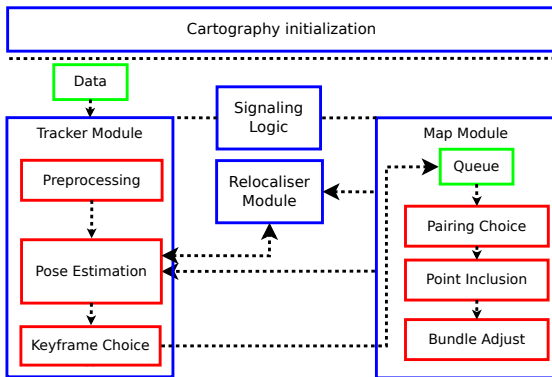 Cartography initialization
Data
Signaling
Logic
Tracker Module
Map Module
Preprocessing
Relocaliser
Module
Queue
Pairing Choice
Pose Estimation
Point Inclusion
Keyframe Choice
Bundle Adjust